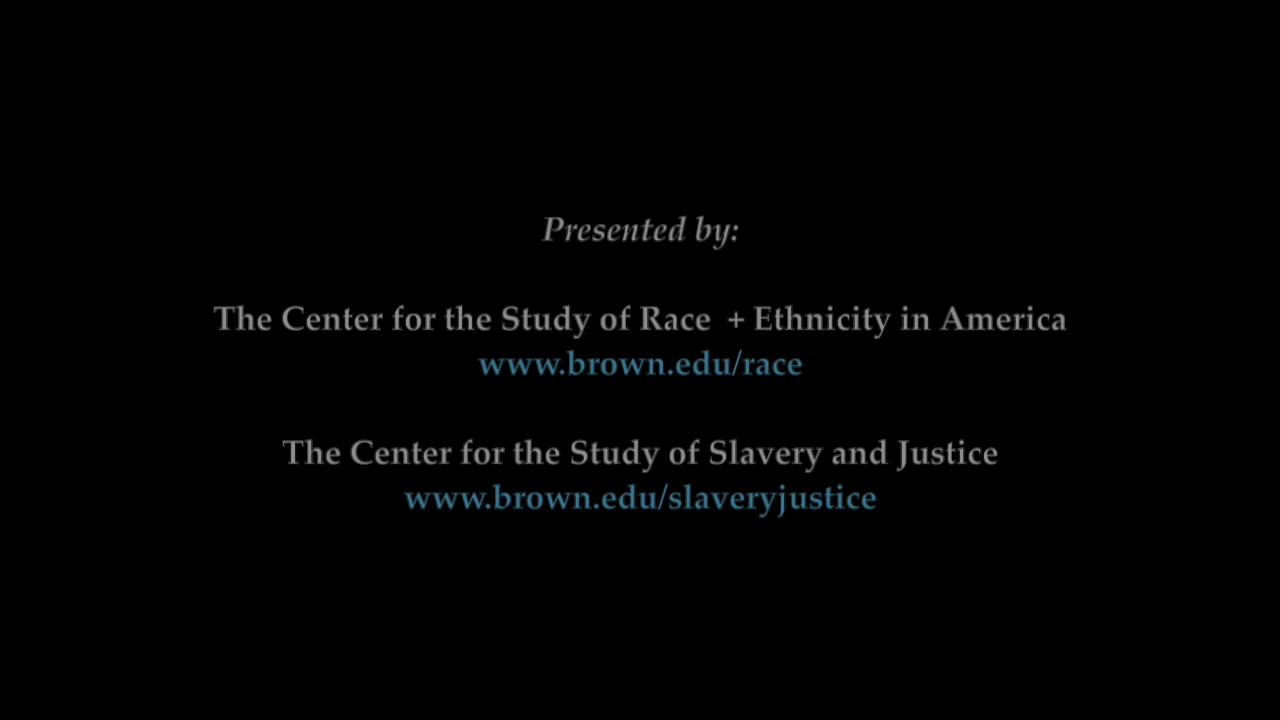 Presented by:
The Center for the Study of Race + Ethnicity in America
www.brown.edu/race
The Center for the Study of Slavery and Justice
www.brown.edu/slaveryjustice